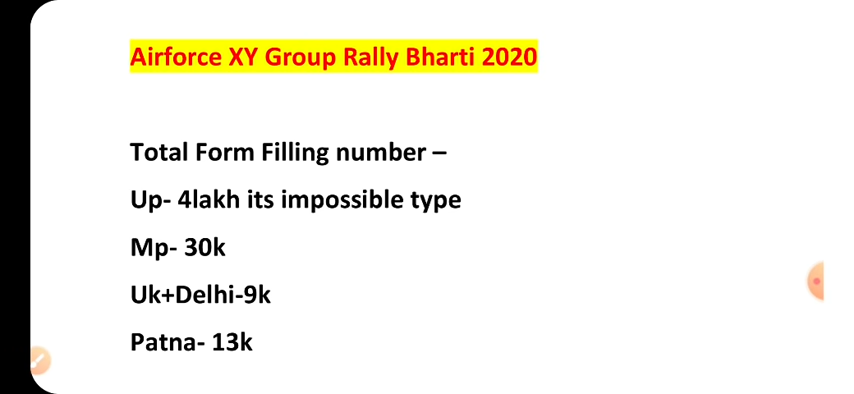 Airforce XY Group Rally Bharti 2020
Total Form Filling number –
Up- 4lakh its impossible type
Mp- 30k
Uk+Delhi-9k
Patna- 13k